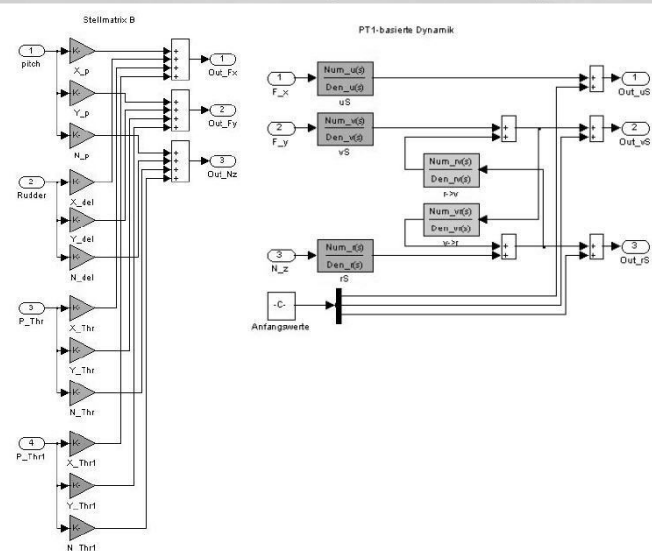 Stellmatrix B
1
pitch
K-
X_p
K-
Y_p
K-
N_p
2
Rudder
K-
X_del
K-
Y_del
K-
N_del
3
P_Thr
K-
X_Thr
K-
Y_Thr
K-
N_Thr
4
P_Thr1
K-
X_Thr1
K-
Y_Thr1
K-
N_Thr1
1
Out_Fx
2
Out_Fy
3
Out_Nz
PT1-basierte Dynamik
1
F_x
Num_u(s)
Den_u(s)
uS
1
Out_uS
2
F_y
Num_v(s)
Den_v(s)
vS
2
Out_vS
Num_rv(s)
Den_rv(s)
r->v
Num_vr(s)
Den_vr(s)
v->r
3
N_z
Num_r(s)
Den_r(s)
rS
3
Out_rS
-C-
Anfangswerte